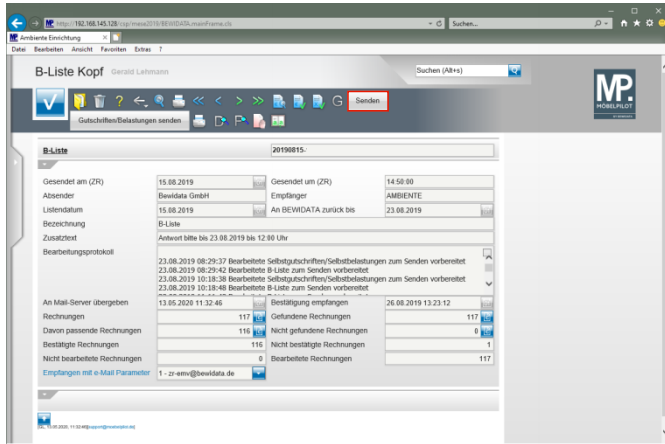 http://192.168.145.128/ccp/mesa2019/BEWIDATA.mainFrame.cls
Suchen...
Ambiente Einrichtung
Datei Bearbeiten Ansicht Favoriten Extras ?
B-Liste Kopf Gerald Lehmann
Suchen (Alt+s)
MP.
MÖBELPILOT
G Senden
Gutschriften/Belastungen senden
B-Liste 20190815-
Gesendet am (ZR) 15.08.2019 Gesendet um (ZR) 14:50:00
Absender Bewidata GmbH Empfänger AMBIENTE
Listendatum 15.08.2019 An BEWIDATA zurück bis 23.08.2019
Bezeichnung B-Liste
Zusatztext Antwort bitte bis 23.08.2019 bis 12:00 Uhr
Bearbeitungsprotokoll
23.08.2019 08:29:37 Bearbeitete Selbstgutschriften/Selbstbelastungen zum Senden vorbereitet
23.08.2019 08:29:42 Bearbeitete B-Liste zum Senden vorbereitet
23.08.2019 10:18:38 Bearbeitete Selbstgutschriften/Selbstbelastungen zum Senden vorbereitet
23.08.2019 10:18:48 Bearbeitete B-Liste zum Senden vorbereitet
An Mail-Server übergeben 13.05.2020 11:32:46 Bestätigung empfangen 26.08.2019 13:23:12
Rechnungen 117 Gefundene Rechnungen 117
Davon passende Rechnungen 116 Nicht gefundene Rechnungen 0
Bestätigte Rechnungen 116 Nicht bestätigte Rechnungen 1
Nicht bearbeitete Rechnungen 0 Bearbeitete Rechnungen 117
Empfangen mit e-Mail Parameter 1 - zr-emv@bewidata.de